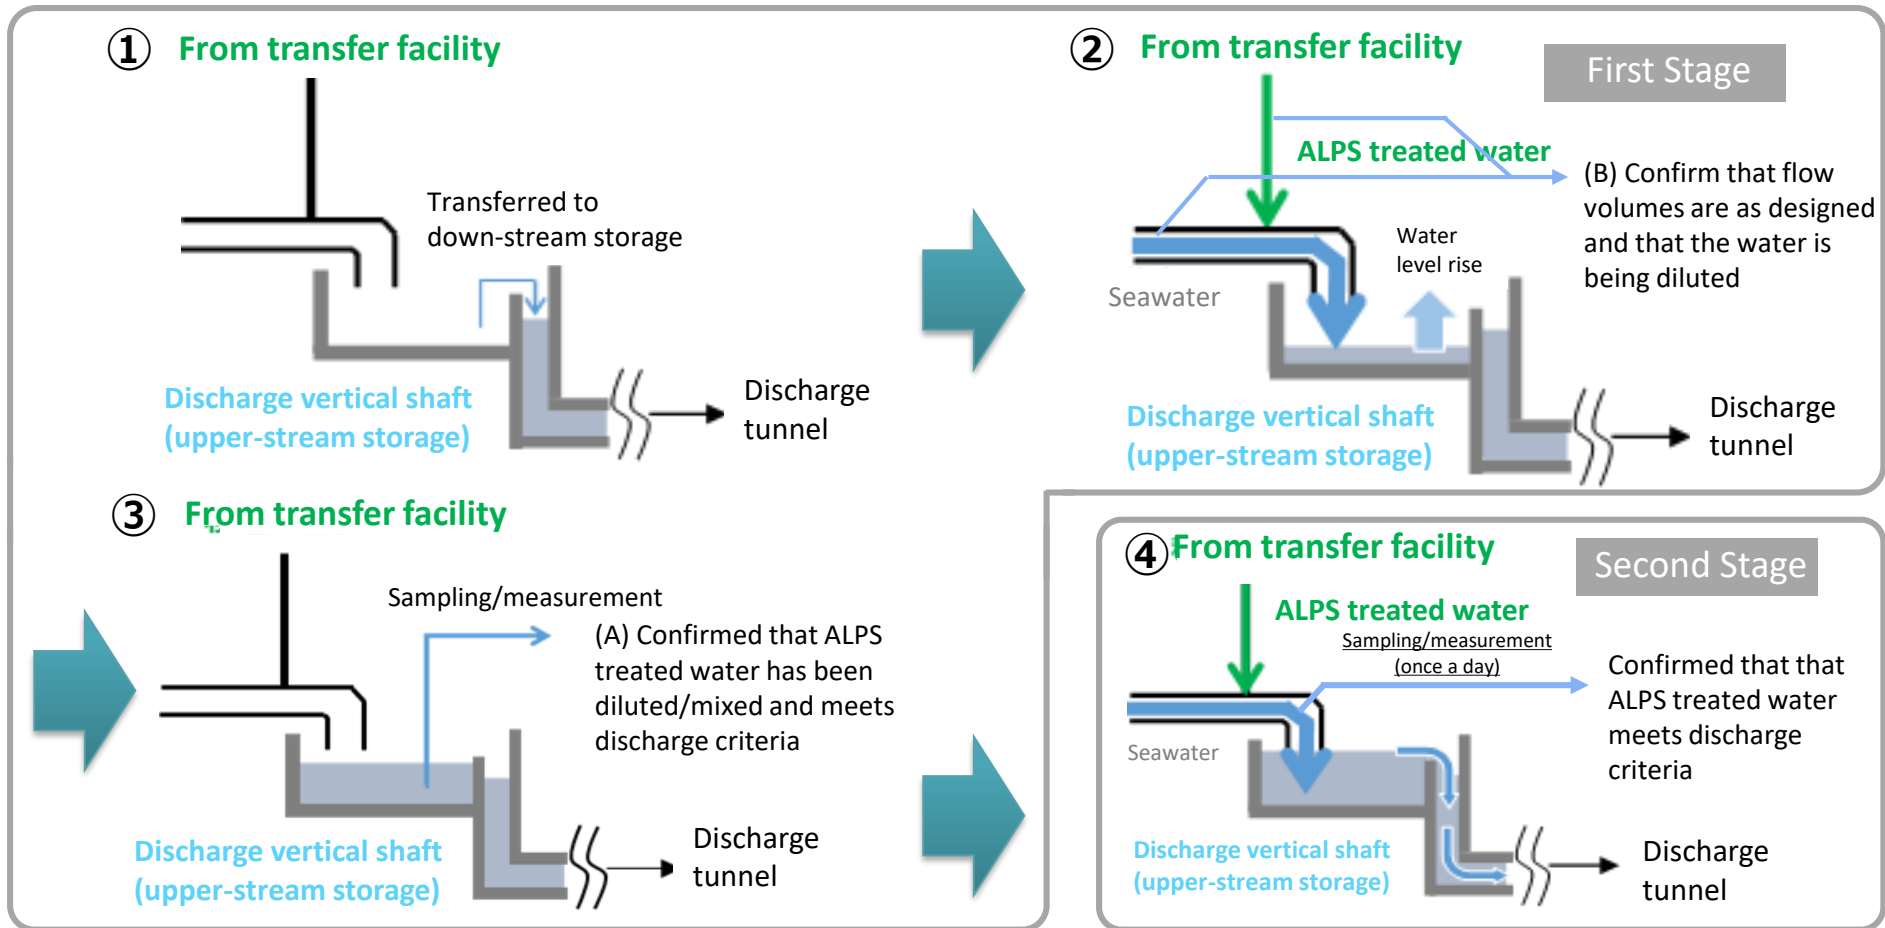 ① From transfer facility
Transferred to
down-stream storage
Discharge vertical shaft
(upper-stream storage)
Discharge
tunnel
② From transfer facility
First Stage
ALPS treated water
(B) Confirm that flow
volumes are as designed
and that the water is
being diluted
Water
level rise
Seawater
Discharge vertical shaft
(upper-stream storage)
Discharge
tunnel
③ From transfer facility
Sampling/measurement
(A) Confirmed that ALPS
treated water has been
diluted/mixed and meets
discharge criteria
Discharge vertical shaft
(upper-stream storage)
Discharge
tunnel
④ From transfer facility
Second Stage
ALPS treated water
Sampling/measurement
(once a day)
Confirmed that that
ALPS treated water
meets discharge
criteria
Seawater
Discharge vertical shaft
(upper-stream storage)
Discharge
tunnel